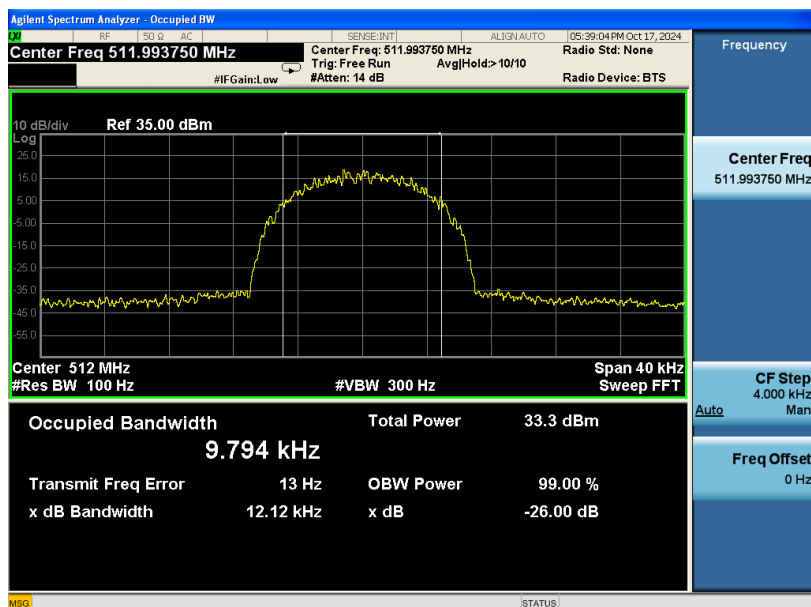 Agilent Spectrum Analyzer - Occupied BW
LXI RF 50 Ω AC SENSE:INT ALIGN AUTO 05:39:04 PM Oct 17, 2024
Center Freq 511.993750 MHz
Center Freq: 511.993750 MHz
Radio Std: None
Trig: Free Run Avg|Hold:> 10/10
#IFGain:Low
#Atten: 14 dB
Radio Device: BTS
10 dB/div Ref 35.00 dBm
Log
25.0
15.0
5.00
-5.00
-15.0
-25.0
-35.0
-45.0
-55.0
Center 512 MHz Span 40 kHz
#Res BW 100 Hz #VBW 300 Hz Sweep FFT
Occupied Bandwidth Total Power 33.3 dBm
9.794 kHz
Transmit Freq Error 13 Hz OBW Power 99.00 %
x dB Bandwidth 12.12 kHz x dB -26.00 dB
MSG STATUS
Frequency
Center Freq
511.993750 MHz
CF Step
4.000 kHz
Auto Man
Freq Offset
0 Hz